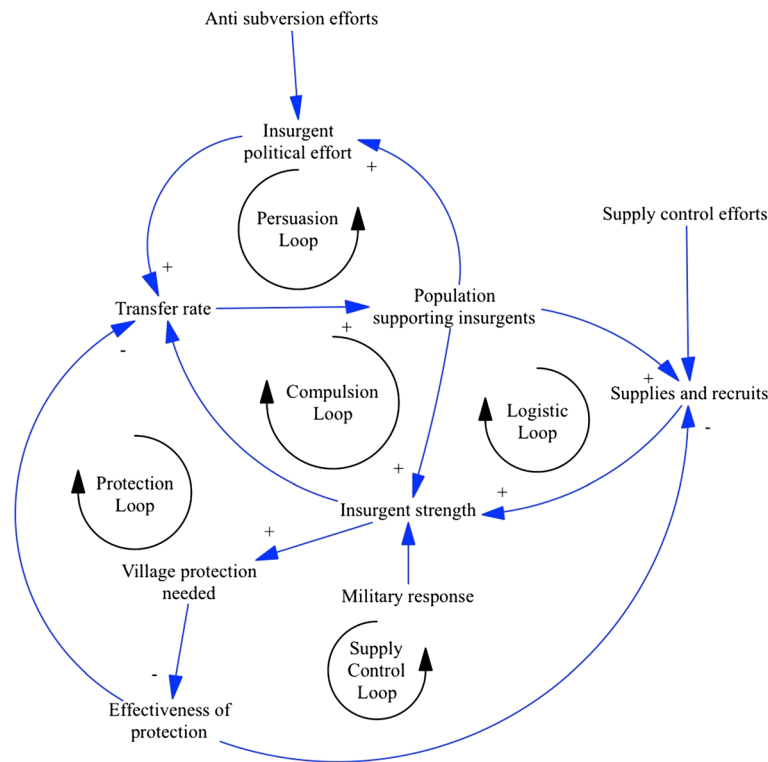 Anti subversion efforts
Insurgent
political effort
+
Persuasion
Loop
Supply control efforts
+
Transfer rate
Population
supporting insurgents
+
-
Compulsion
Loop
+
Supplies and recruits
Logistic
Loop
-
+
Protection
Loop
+
Insurgent strength
+
Village protection
needed
Military response
Supply
Control
Loop
-
Effectiveness of
protection